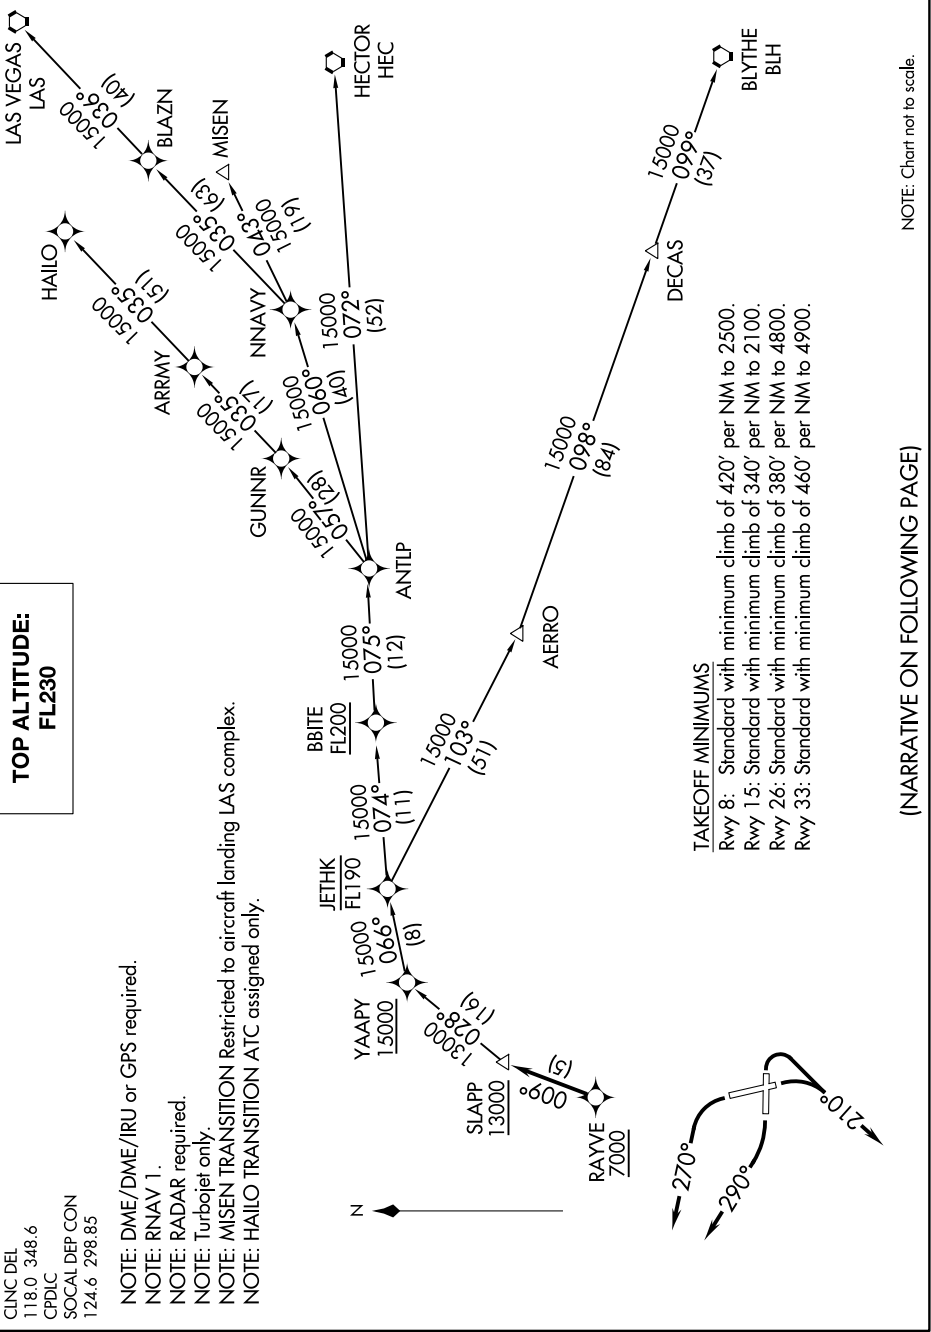 CLNC DEL
118.0 348.6
CPDLC
SOCAL DEP CON
124.6 298.85
TOP ALTITUDE:
FL230
NOTE: DME/DME/IRU or GPS required.
NOTE: RNAV 1.
NOTE: RADAR required.
NOTE: Turbojet only.
NOTE: MISEN TRANSITION Restricted to aircraft landing LAS complex.
NOTE: HAILO TRANSITION ATC assigned only.
LAS VEGAS
LAS
15000
036°
(40)
BLAZN
15000
035°
(63)
MISEN
043°
15000
(19)
NNAVY
HAILO
15000
035°
(51)
ARRMY
15000
035°
(17)
GUNNR
15000
057°
(28)
15000
060°
(40)
HECTOR
HEC
15000
072°
(52)
ANTLP
15000
075°
(12)
BBITE
FL200
15000
074°
(11)
JETHK
FL190
15000
066°
(8)
YAAPY
15000
13000
028°
(16)
SLAPP
13000
009°
(5)
RAYVE
7000
N
15000
103°
(51)
AERRO
15000
098°
(84)
DECAS
15000
099°
(37)
BLYTHE
BLH
270°
290°
210°
TAKEOFF MINIMUMS
Rwy 8: Standard with minimum climb of 420' per NM to 2500.
Rwy 15: Standard with minimum climb of 340' per NM to 2100.
Rwy 26: Standard with minimum climb of 380' per NM to 4800.
Rwy 33: Standard with minimum climb of 460' per NM to 4900.
NOTE: Chart not to scale.
(NARRATIVE ON FOLLOWING PAGE)